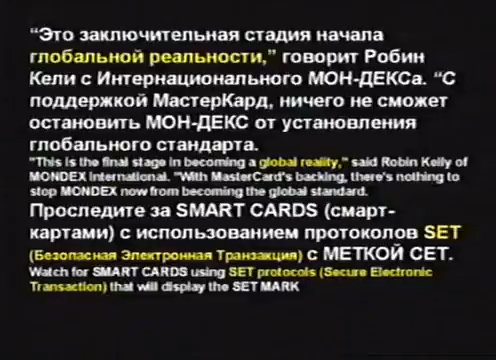 “Это заключительная стадия начала
глобальной реальности,” говорит Робин
Кели с Интернационального МОН-ДЕКСа. “С
поддержкой МастерКард, ничего не сможет
остановить МОН-ДЕКС от установления
глобального стандарта.
"This is the final stage in becoming a global reality," said Robin Kelly of
MONDEX International. "With MasterCard's backing, there's nothing to
stop MONDEX now from becoming the global standard.
Проследите за SMART CARDS (смарт-
картами) с использованием протоколов SET
(Безопасная Электронная Транзакция) с МЕТКОЙ СЕТ.
Watch for SMART CARDS using SET protocols (Secure Electronic
Transaction) that will display the SET MARK